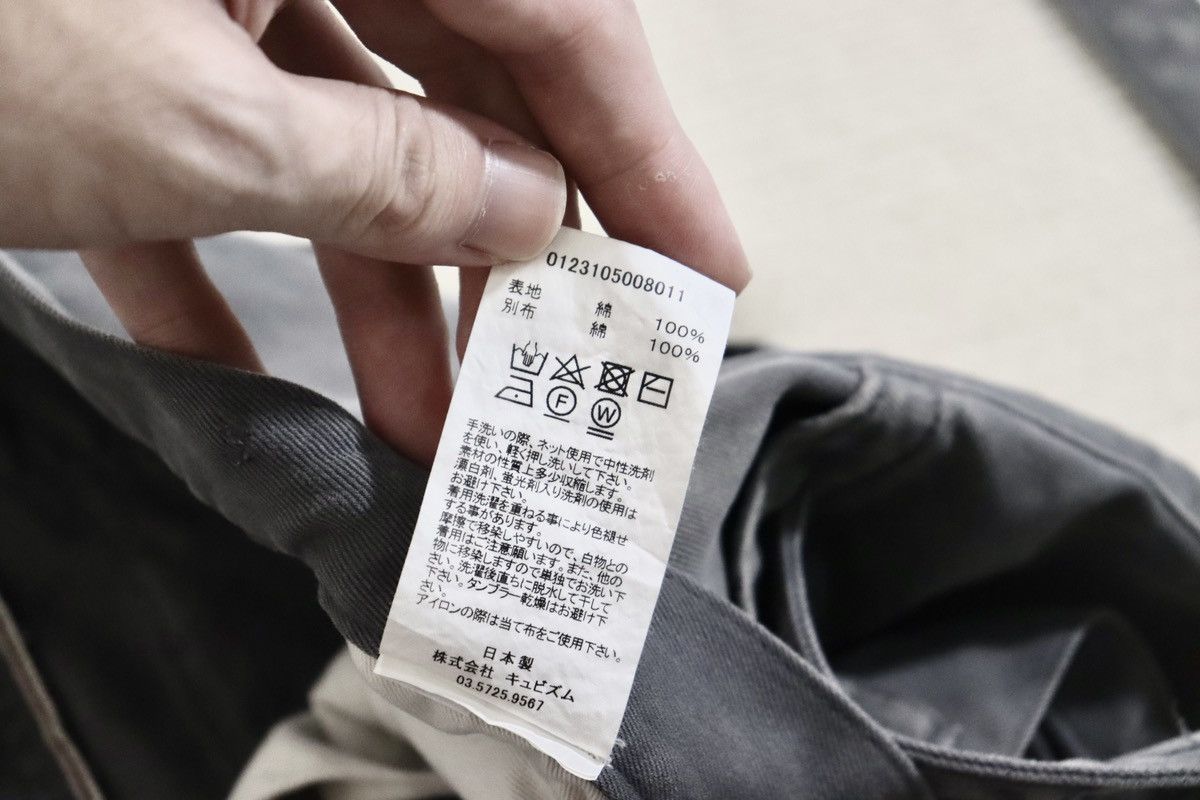 0123105008011
表地 綿 100%
別布 綿 100%
F W
手洗いの際、ネット使用で中性洗剤
を使い、軽く押し洗いして下さい。
素材の性質上多少収縮します。
漂白剤、蛍光剤入り洗剤の使用は
お避け下さい。
着用洗濯を重ねる事により色褪せ
する事があります。
摩擦で移染しやすいので、白物との
着用はご注意願います。また、他の
物に移染しますので単独でお洗い下
さい。洗濯後直ちに脱水して干して
下さい。タンブラー乾燥はお避け下
さい。
アイロンの際は当て布をご使用下さい。
日本製
株式会社 キュビズム
03.5725.9567